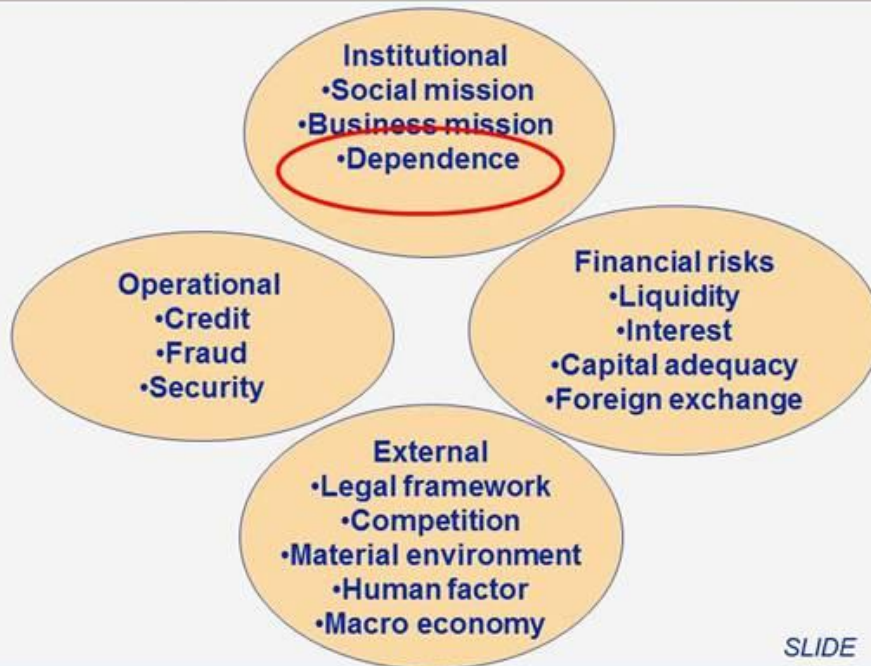 Institutional
•Social mission
•Business mission
•Dependence
Operational
•Credit
•Fraud
•Security
Financial risks
•Liquidity
•Interest
•Capital adequacy
•Foreign exchange
External
•Legal framework
•Competition
•Material environment
•Human factor
•Macro economy
SLIDE